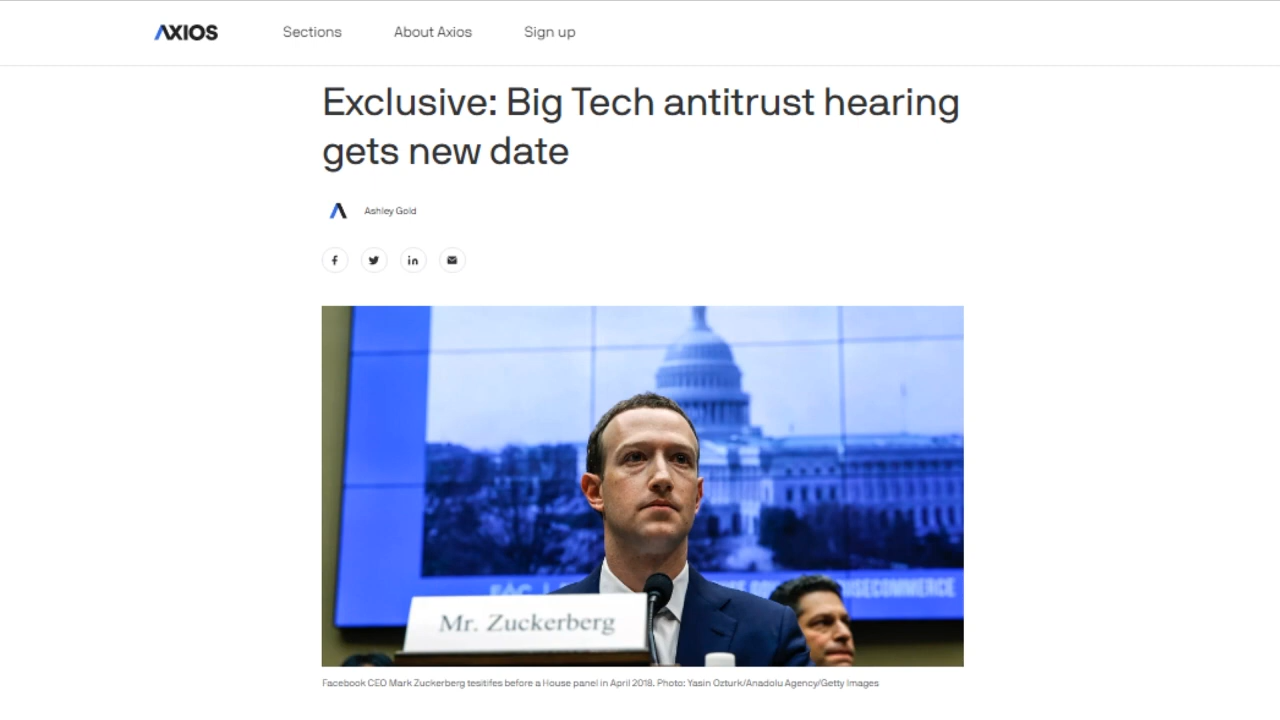 AXIOS
Sections
About Axios
Sign up
Exclusive: Big Tech antitrust hearing
gets new date
Ashley Gold
Mr. Zuckerberg
Facebook CEO Mark Zuckerberg tesitifes before a House panel in April 2018. Photo: Yasin Ozturk/Anadolu Agency/Getty Images